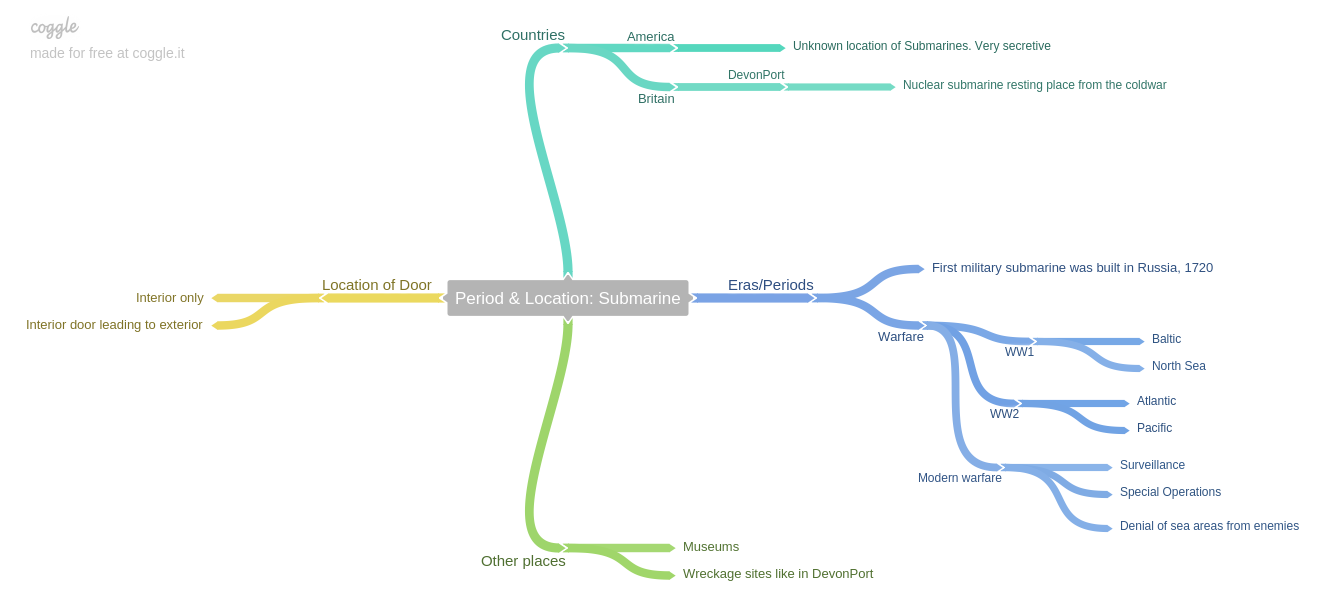 coggle
made for free at coggle.it
Countries
America
Unknown location of Submarines. Very secretive
Britain
DevonPort
Nuclear submarine resting place from the coldwar
Location of Door
Interior only
Interior door leading to exterior
Period & Location: Submarine
Eras/Periods
First military submarine was built in Russia, 1720
Warfare
WW1
Baltic
North Sea
WW2
Atlantic
Pacific
Modern warfare
Surveillance
Special Operations
Denial of sea areas from enemies
Other places
Museums
Wreckage sites like in DevonPort